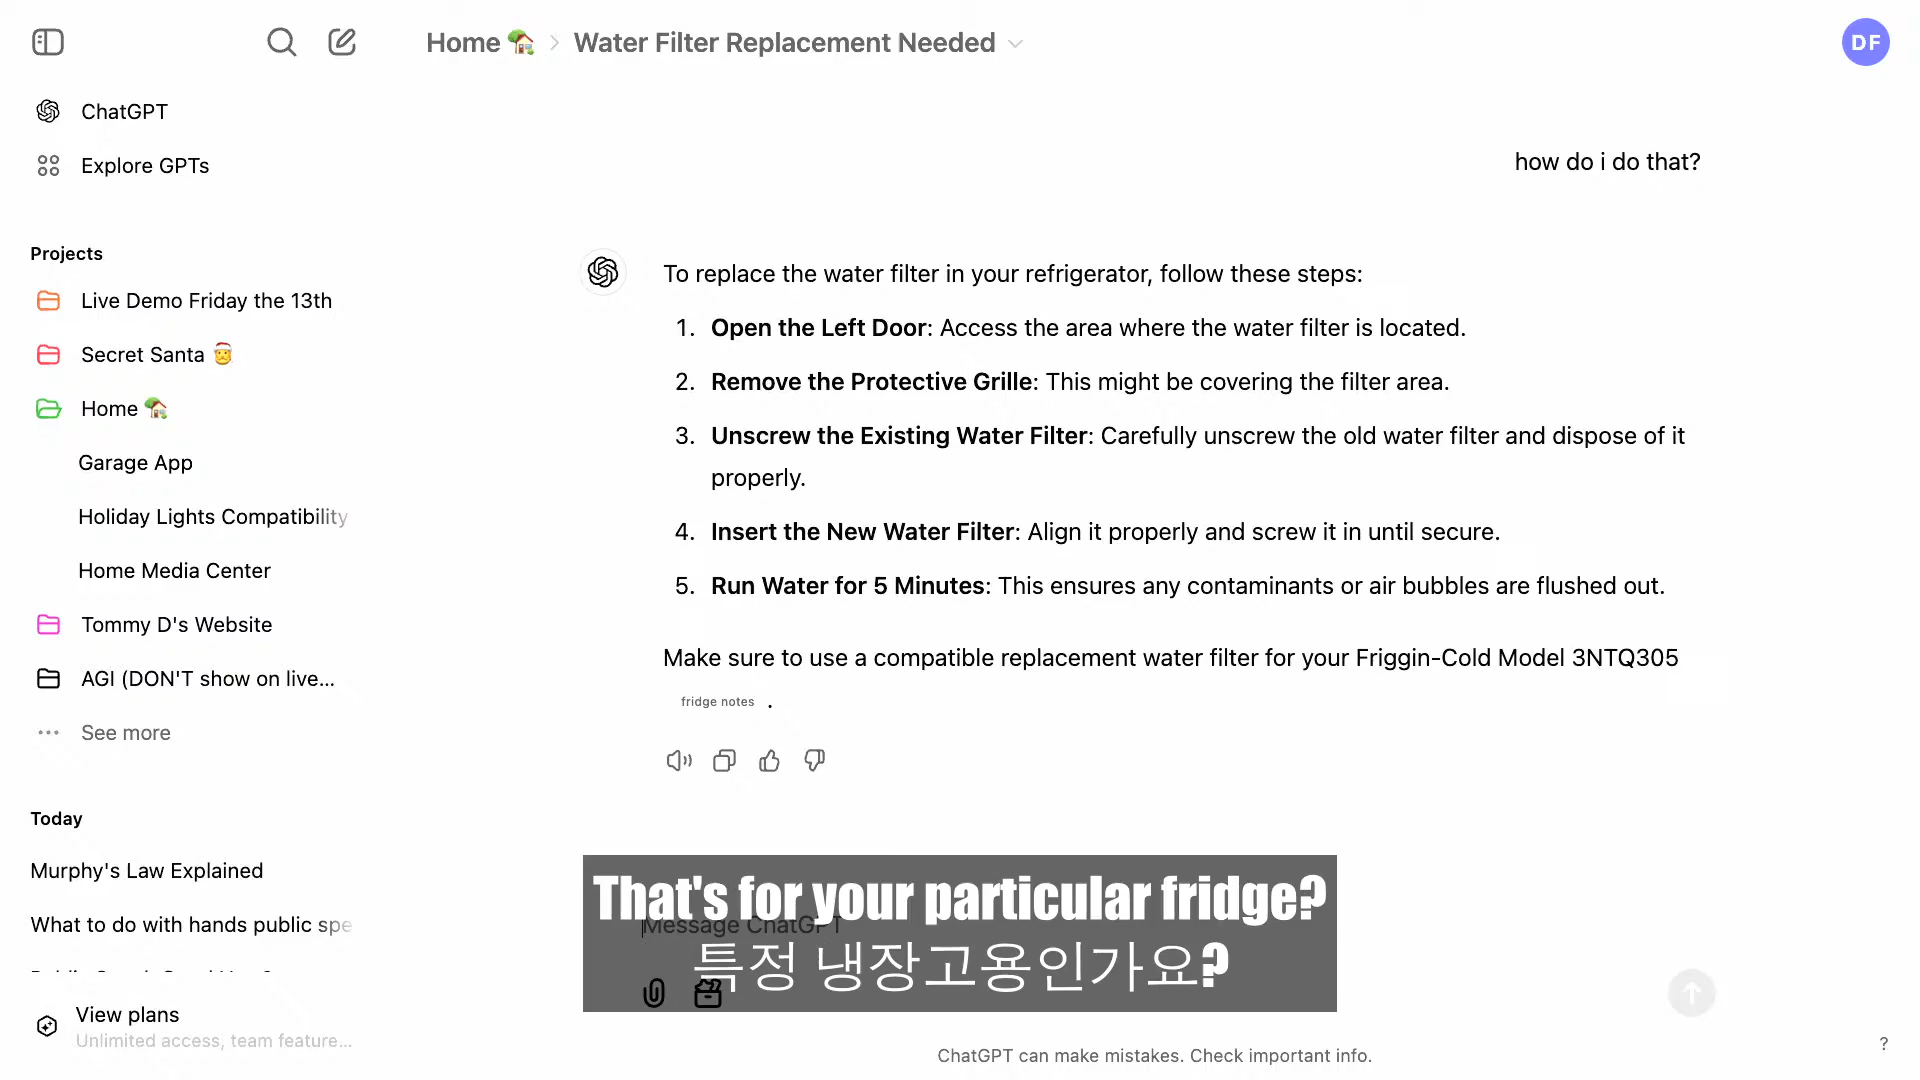 Home 🏡 > Water Filter Replacement Needed
DF
ChatGPT
Explore GPTs
Projects
Live Demo Friday the 13th
Secret Santa 🎅
Home 🏡
Garage App
Holiday Lights Compatibility
Home Media Center
Tommy D's Website
AGI (DON'T show on live...
See more
Today
Murphy's Law Explained
What to do with hands public spe
View plans
Unlimited access, team feature...
how do i do that?
To replace the water filter in your refrigerator, follow these steps:
1. Open the Left Door: Access the area where the water filter is located.
2. Remove the Protective Grille: This might be covering the filter area.
3. Unscrew the Existing Water Filter: Carefully unscrew the old water filter and dispose of it
properly.
4. Insert the New Water Filter: Align it properly and screw it in until secure.
5. Run Water for 5 Minutes: This ensures any contaminants or air bubbles are flushed out.
Make sure to use a compatible replacement water filter for your Friggin-Cold Model 3NTQ305
fridge notes .
That's for your particular fridge?
Message ChatGPT
특정 냉장고용인가요?
ChatGPT can make mistakes. Check important info.
?